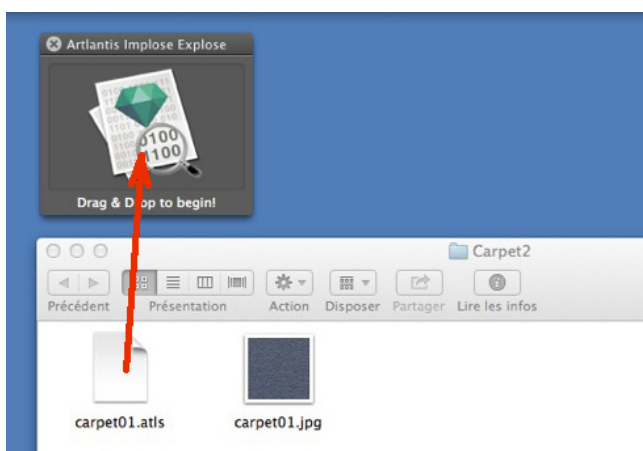 Artlantis Implose Explose
0100
1100
Drag & Drop to begin!
Carpet2
Précédent
Présentation
Action
Disposer
Partager
Lire les infos
carpet01.atls
carpet01.jpg